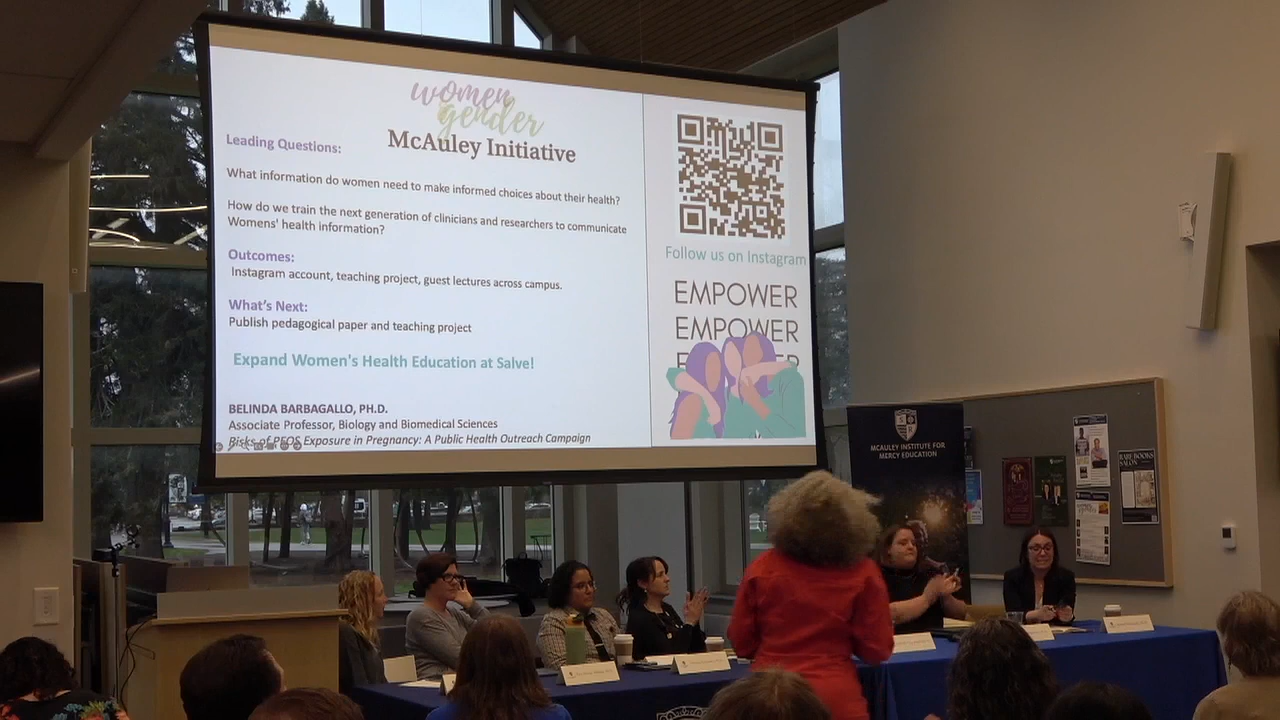 women
gender
McAuley Initiative
Leading Questions:
What information do women need to make informed choices about their health?
How do we train the next generation of clinicians and researchers to communicate
Womens' health information?
Outcomes:
Instagram account, teaching project, guest lectures across campus.
What's Next:
Publish pedagogical paper and teaching project
Expand Women's Health Education at Salve!
BELINDA BARBAGALLO, PH.D.
Associate Professor, Biology and Biomedical Sciences
Risks of PFOS Exposure in Pregnancy: A Public Health Outreach Campaign
Follow us on Instagram
EMPOWER
EMPOWER
MCAULEY INSTITUTE FOR
MERCY EDUCATION
RARE BOOKS
SALON